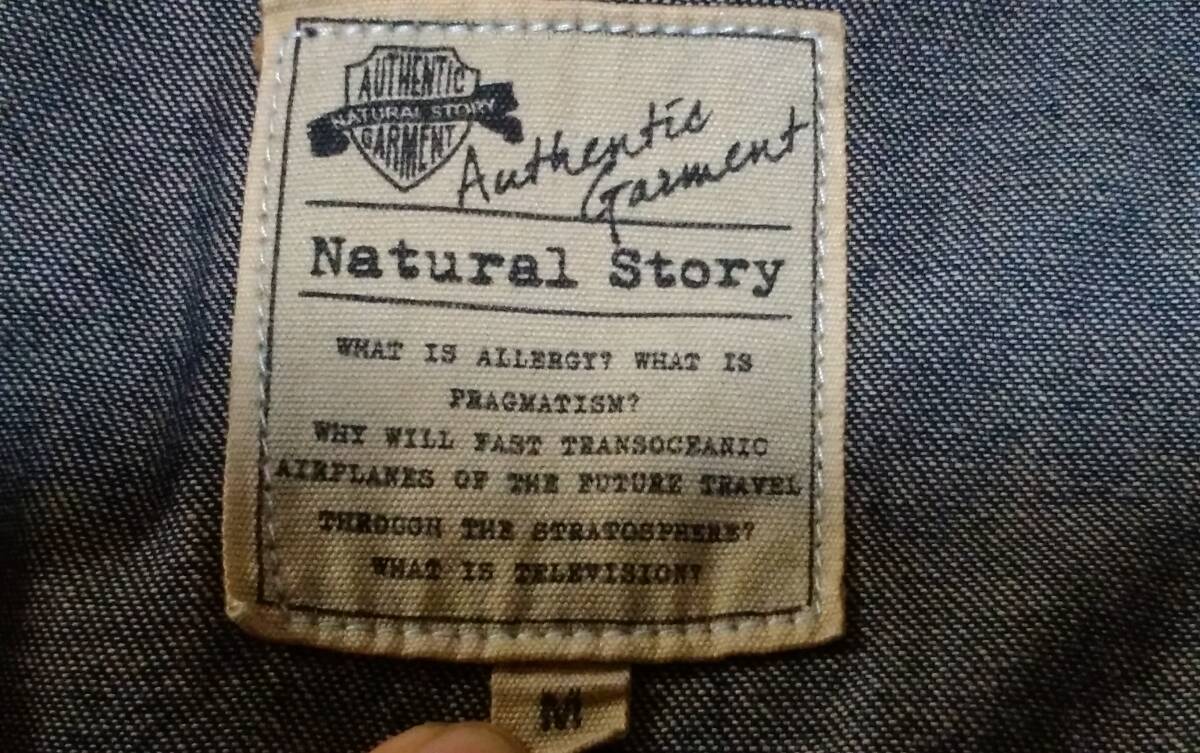 AUTHENTIC
NATURAL STORY
GARMENT
Authentic
Garment
Natural Story
WHAT IS ALLERGY? WHAT IS
PRAGMATISM?
WHY WILL FAST TRANSOCEANIC
AIRPLANES OF THE FUTURE TRAVEL
THROUGH THE STRATOSPHERE?
WHAT IS TELEVISION?
M